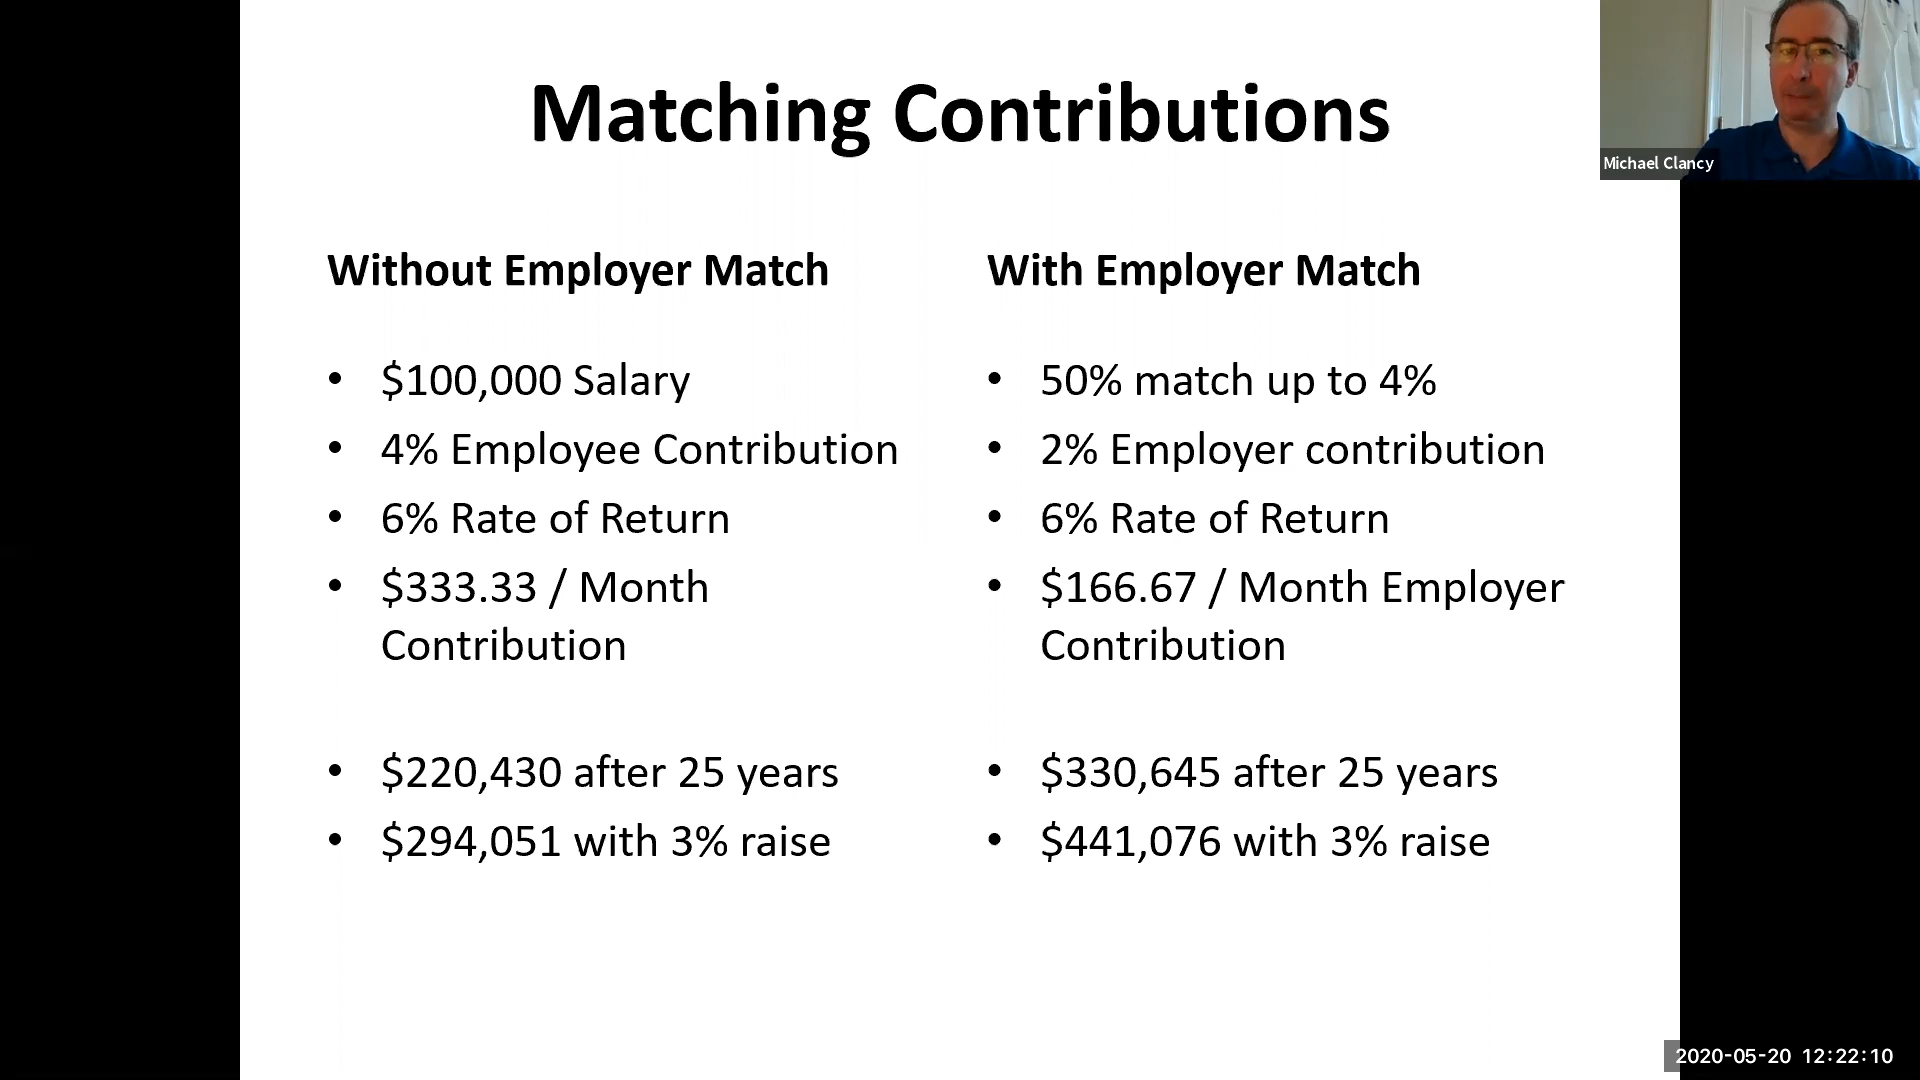 Matching Contributions
Michael Clancy
Without Employer Match
• $100,000 Salary
• 4% Employee Contribution
• 6% Rate of Return
• $333.33 / Month
Contribution
• $220,430 after 25 years
• $294,051 with 3% raise
With Employer Match
• 50% match up to 4%
• 2% Employer contribution
• 6% Rate of Return
• $166.67 / Month Employer
Contribution
• $330,645 after 25 years
• $441,076 with 3% raise
2020-05-20 12:22:10